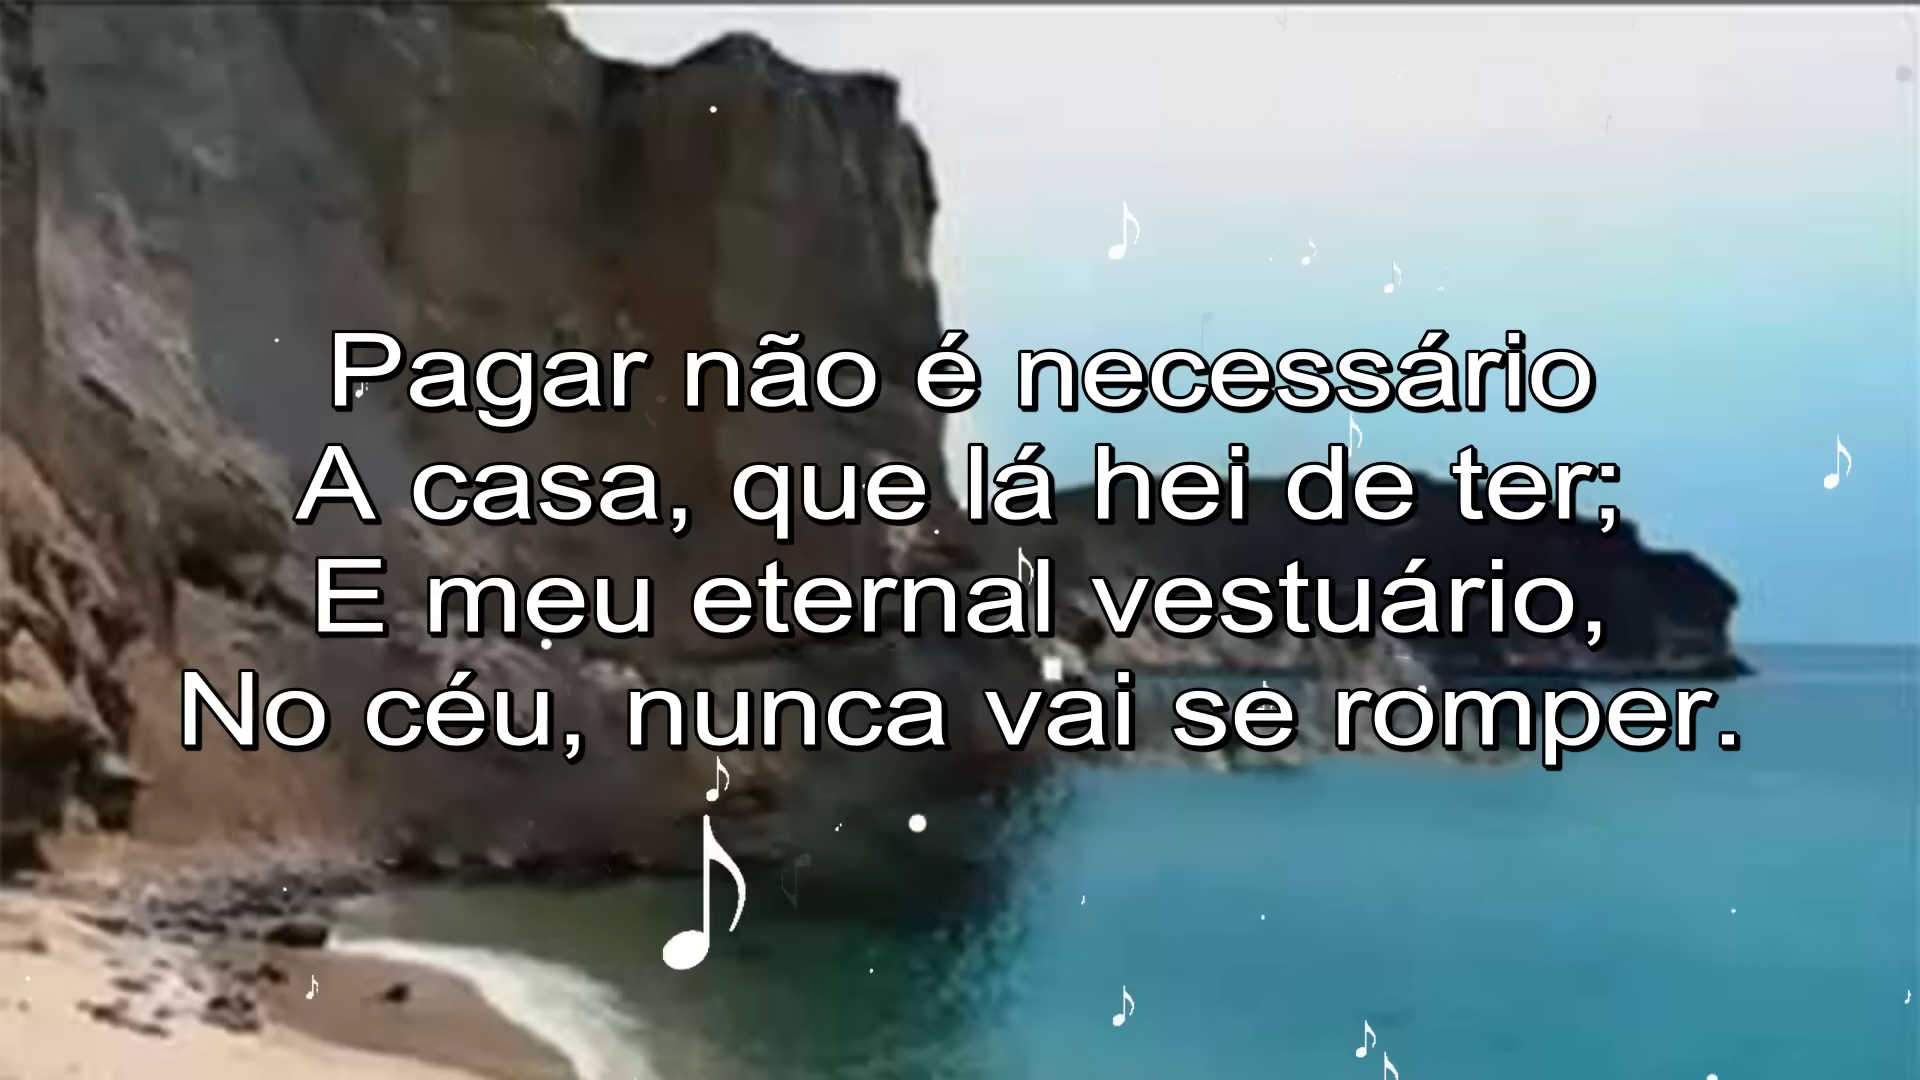 Pagar não é necessário
A casa, que lá hei de ter;
E meu eternal vestuário,
No céu, nunca vai se romper.